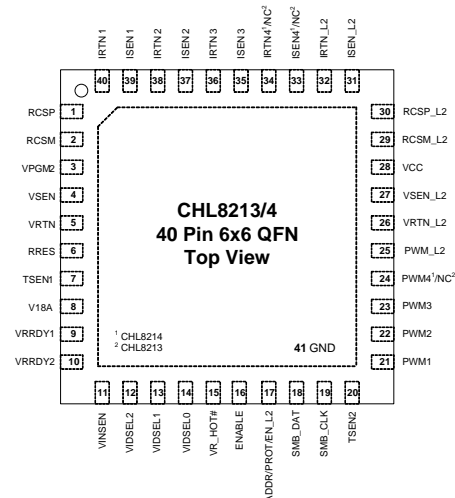 IRTN1
ISEN1
IRTN2
ISEN2
IRTN3
ISEN3
IRTN4¹/NC²
ISEN4¹/NC²
IRTN_L2
ISEN_L2
40 39 38 37 36 35 34 33 32 31
RCSP 1
RCSM 2
VPGM2 3
VSEN 4
VRTN 5
RRES 6
TSEN1 7
V18A 8
VRRDY1 9
VRRDY2 10
CHL8213/4
40 Pin 6x6 QFN
Top View
¹ CHL8214
² CHL8213
41 GND
30 RCSP_L2
29 RCSM_L2
28 VCC
27 VSEN_L2
26 VRTN_L2
25 PWM_L2
24 PWM4¹/NC²
23 PWM3
22 PWM2
21 PWM1
11 12 13 14 15 16 17 18 19 20
VINSEN
VIDSEL2
VIDSEL1
VIDSEL0
VR_HOT#
ENABLE
ADDR/PROT/EN_L2
SMB_DAT
SMB_CLK
TSEN2